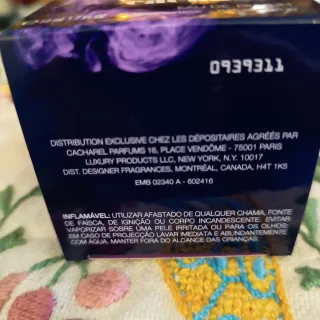 0939311
DISTRIBUTION EXCLUSIVE CHEZ LES DÉPOSITAIRES AGRÉÉS PAR
CACHAREL PARFUMS 16, PLACE VENDÔME - 75001 PARIS
LUXURY PRODUCTS LLC, NEW YORK, N.Y. 10017
DIST. DESIGNER FRAGRANCES, MONTRÉAL, CANADA, H4T 1K5
EMB 02340 A - 602416
INFLAMÁVEL: UTILIZAR AFASTADO DE QUALQUER CHAMA, FONTE
DE FAÍSCA, DE IGNIÇÃO OU CORPO INCANDESCENTE. EVITAR
VAPORIZAR SOBRE UMA PELE IRRITADA OU PARA OS OLHOS;
EM CASO DE PROJECÇÃO LAVAR IMEDIATA E ABUNDANTEMENTE
COM ÁGUA. MANTER FORA DO ALCANCE DAS CRIANÇAS.